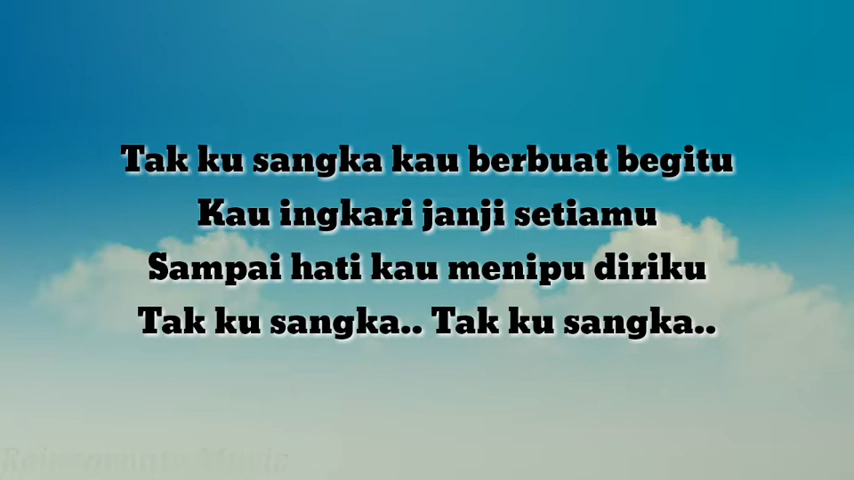 Tak ku sangka kau berbuat begitu
Kau ingkari janji setiamu
Sampai hati kau menipu diriku
Tak ku sangka.. Tak ku sangka..
Music